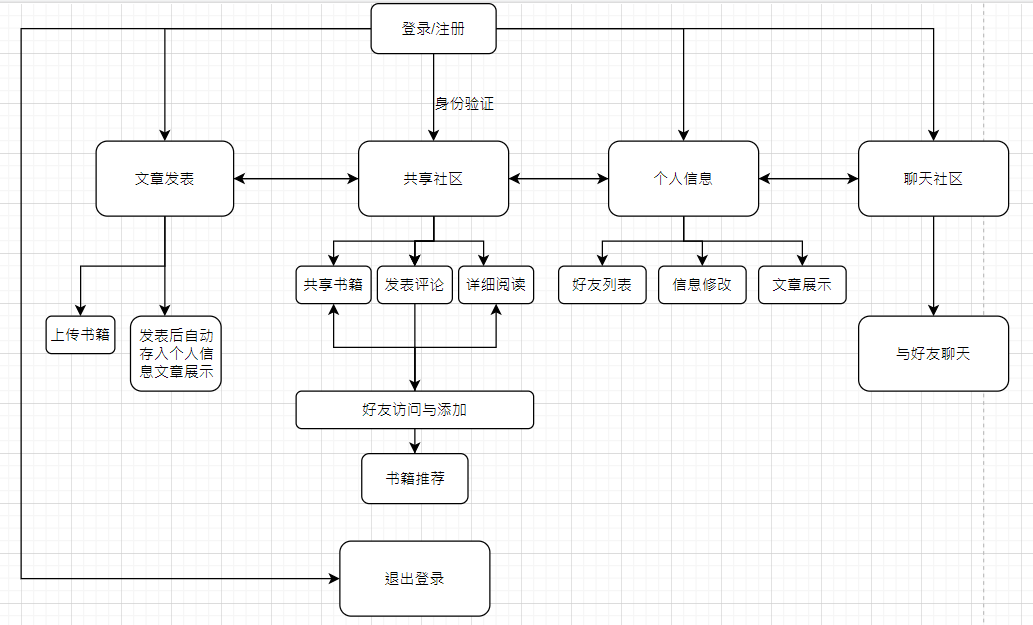 登录/注册
身份验证
文章发表
共享社区
个人信息
聊天社区
共享书籍
发表评论
详细阅读
好友列表
信息修改
文章展示
上传书籍
发表后自动
存入个人信
息文章展示
与好友聊天
好友访问与添加
书籍推荐
退出登录